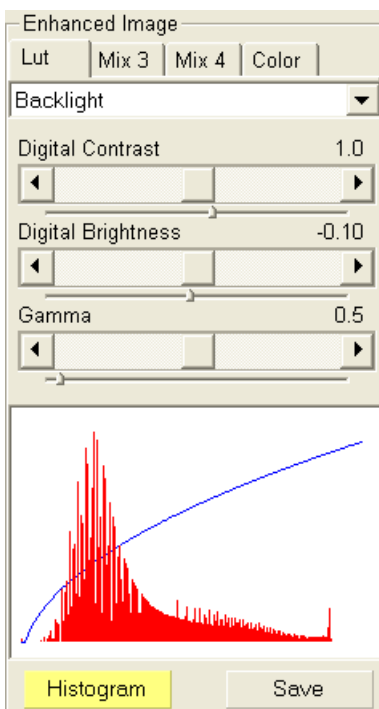 Enhanced Image
Lut Mix 3 Mix 4 Color
Backlight
Digital Contrast 1.0
Digital Brightness -0.10
Gamma 0.5
Histogram Save